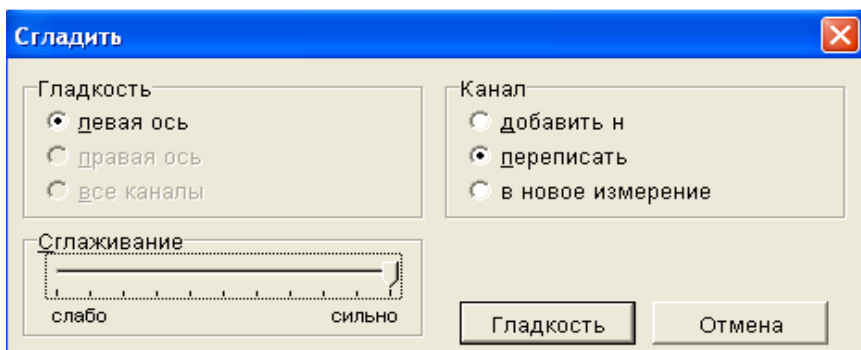 Сгладить
Гладкость
левая ось
правая ось
все каналы
Канал
добавить н
переписать
в новое измерение
Сглаживание
слабо
сильно
Гладкость
Отмена